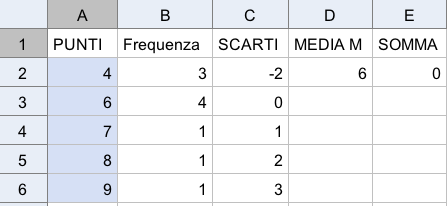 A B C D E
1 PUNTI Frequenza SCARTI MEDIA M SOMMA
2 4 3 -2 6 0
3 6 4 0
4 7 1 1
5 8 1 2
6 9 1 3